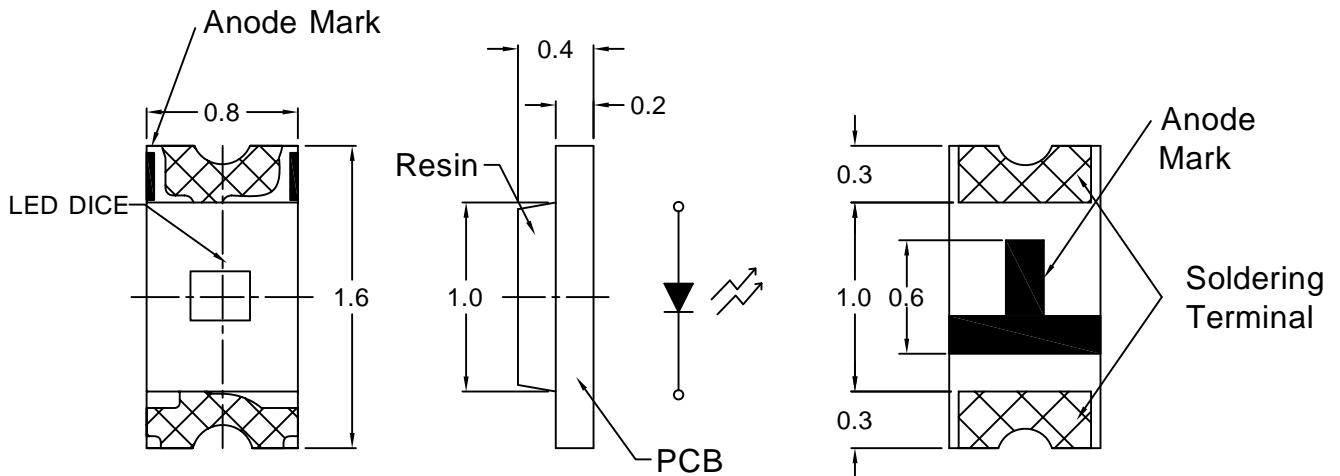 Anode Mark
0.8
LED DICE
1.6
0.4
0.2
Resin
1.0
PCB
Anode
Mark
0.3
1.0
0.6
Soldering
Terminal
0.3